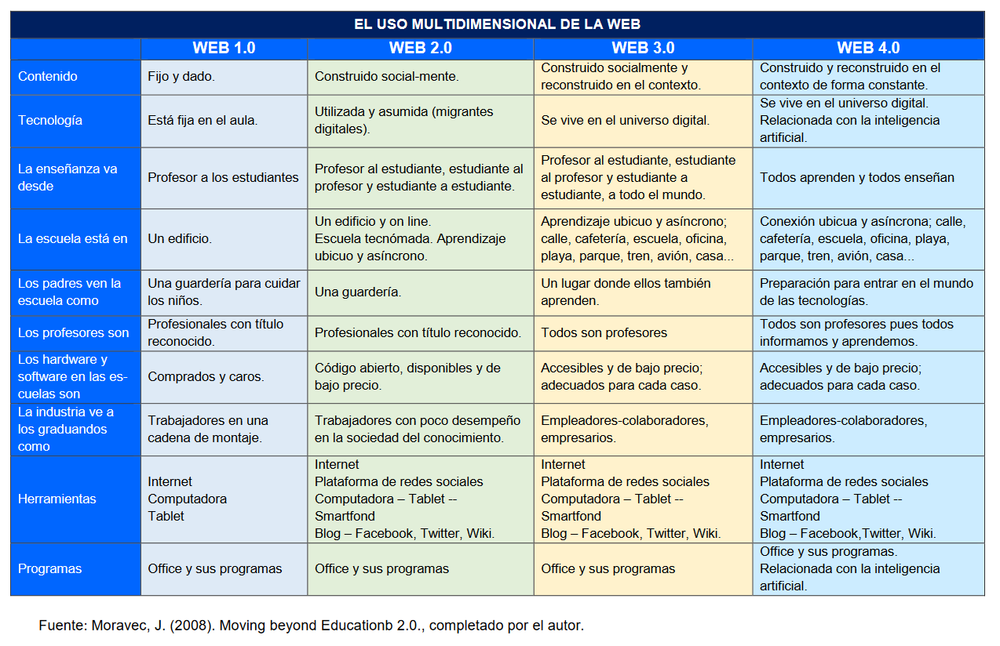 EL USO MULTIDIMENSIONAL DE LA WEB
WEB 1.0
WEB 2.0
WEB 3.0
WEB 4.0
Contenido
Fijo y dado.
Construido social-mente.
Construido socialmente y
reconstruido en el contexto.
Construido y reconstruido en el
contexto de forma constante.
Tecnología
Está fija en el aula.
Utilizada y asumida (migrantes
digitales).
Se vive en el universo digital.
Se vive en el universo digital.
Relacionada con la inteligencia
artificial.
La enseñanza va
desde
Profesor a los estudiantes
Profesor al estudiante, estudiante al
profesor y estudiante a estudiante.
Profesor al estudiante, estudiante
al profesor y estudiante a
estudiante, a todo el mundo.
Todos aprenden y todos enseñan
La escuela está en
Un edificio.
Un edificio y on line.
Escuela tecnómada. Aprendizaje
ubicuo y asíncrono.
Aprendizaje ubicuo y asíncrono;
calle, cafetería, escuela, oficina,
playa, parque, tren, avión, casa...
Conexión ubicua y asíncrona; calle,
cafetería, escuela, oficina, playa,
parque, tren, avión, casa...
Los padres ven la
escuela como
Una guardería para cuidar
los niños.
Una guardería.
Un lugar donde ellos también
aprenden.
Preparación para entrar en el mundo
de las tecnologías.
Los profesores son
Profesionales con título
reconocido.
Profesionales con título reconocido.
Todos son profesores
Todos son profesores pues todos
informamos y aprendemos.
Los hardware y
software en las es-
cuelas son
Comprados y caros.
Código abierto, disponibles y de
bajo precio.
Accesibles y de bajo precio;
adecuados para cada caso.
Accesibles y de bajo precio;
adecuados para cada caso.
La industria ve a
los graduandos
como
Trabajadores en una
cadena de montaje.
Trabajadores con poco desempeño
en la sociedad del conocimiento.
Empleadores-colaboradores,
empresarios.
Empleadores-colaboradores,
empresarios.
Herramientas
Internet
Computadora
Tablet
Internet
Plataforma de redes sociales
Computadora – Tablet --
Smartfond
Blog – Facebook, Twitter, Wiki.
Internet
Plataforma de redes sociales
Computadora – Tablet --
Smartfond
Blog – Facebook, Twitter, Wiki.
Internet
Plataforma de redes sociales
Computadora – Tablet --
Smartfond
Blog – Facebook,Twitter, Wiki.
Programas
Office y sus programas
Office y sus programas
Office y sus programas
Office y sus programas.
Relacionada con la inteligencia
artificial.
Fuente: Moravec, J. (2008). Moving beyond Educationb 2.0., completado por el autor.